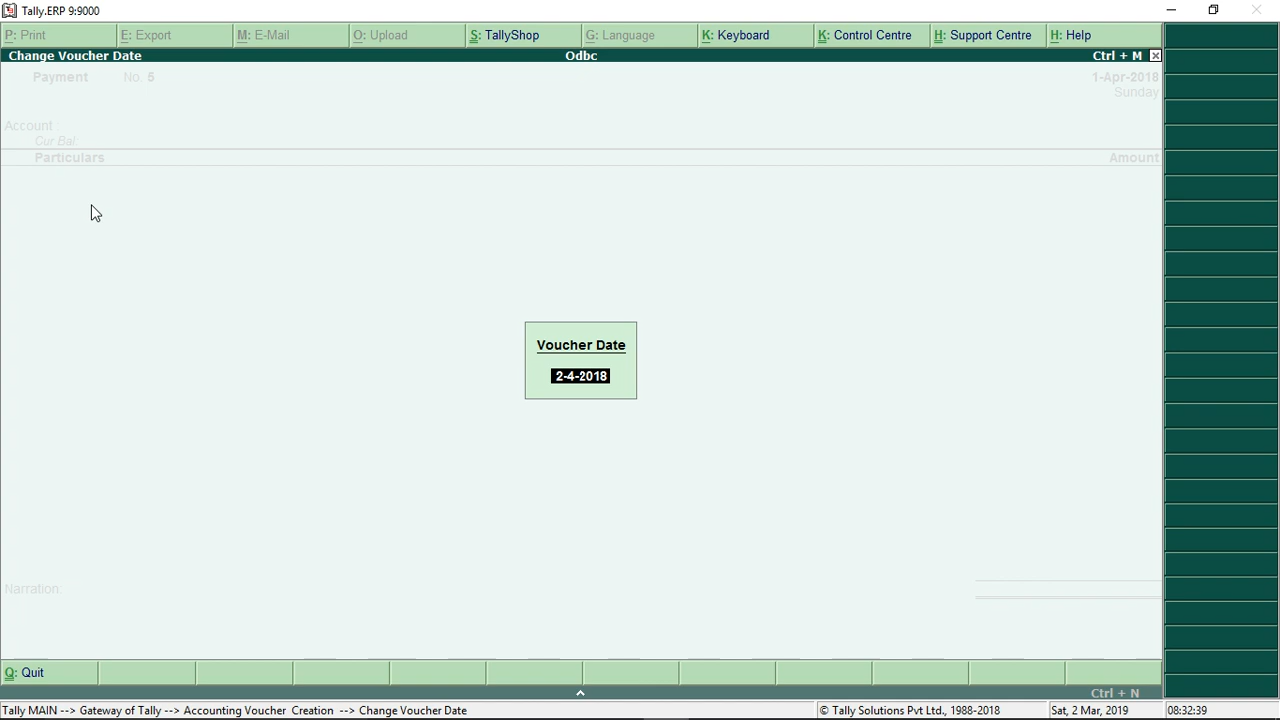 Tally.ERP 9:9000
P: Print E: Export M: E-Mail O: Upload S: TallyShop G: Language K: Keyboard K: Control Centre H: Support Centre H: Help
Change Voucher Date Odbc Ctrl + M
Payment No. 5 1-Apr-2018
Sunday
Account
Cur Bal:
Particulars Amount
Voucher Date
2-4-2018
Narration:
Q: Quit
Ctrl + N
Tally MAIN --> Gateway of Tally --> Accounting Voucher Creation --> Change Voucher Date © Tally Solutions Pvt Ltd., 1988-2018 Sat, 2 Mar, 2019 08:32:39